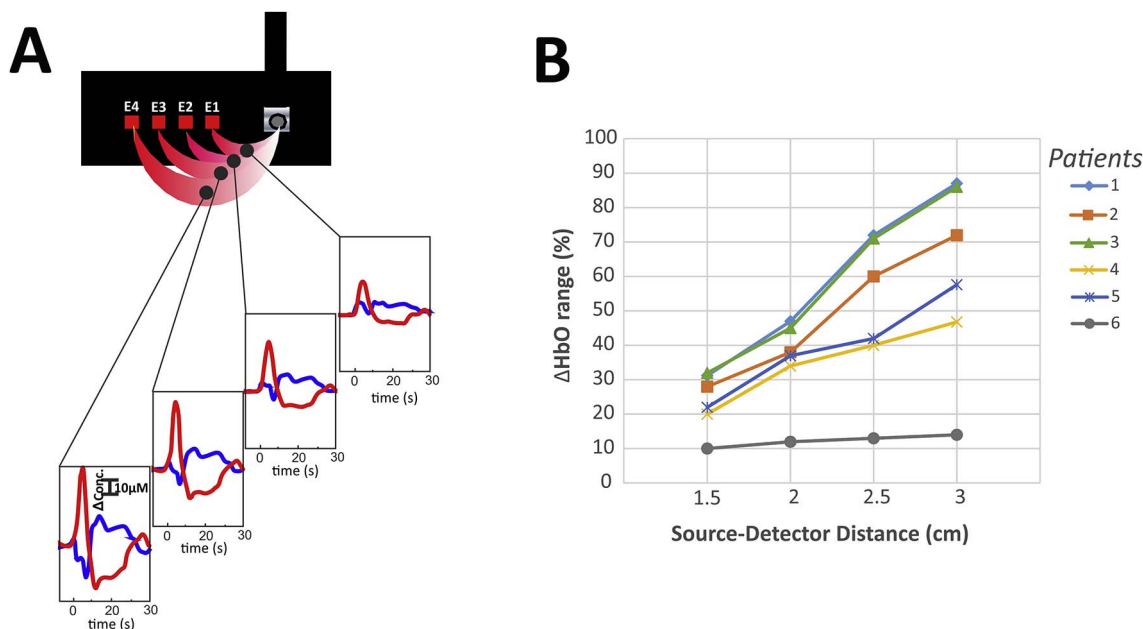 A
E4 E3 E2 E1
0 20 30
time (s)
0 20 30
time (s)
0 20 30
time (s)
ΔConc.
10µM
0 20 30
time (s)
B
ΔHbO range (%)
100
90
80
70
60
50
40
30
20
10
0
1.5 2 2.5 3
Source-Detector Distance (cm)
Patients
1
2
3
4
5
6